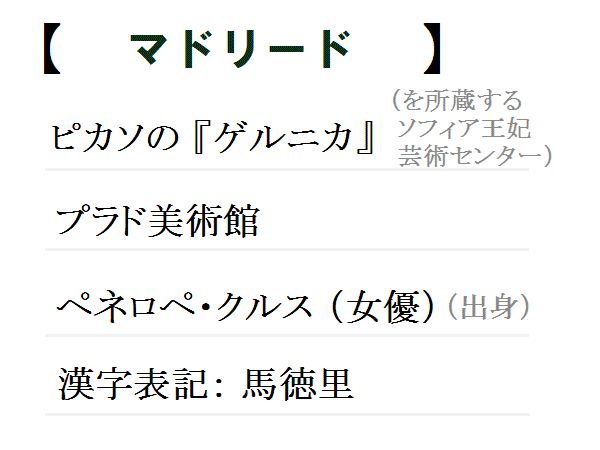 【 マドリード 】
ピカソの『ゲルニカ』
（を所蔵する
ソフィア王妃
芸術センター）
プラド美術館
ペネロペ・クルス（女優）（出身）
漢字表記： 馬徳里